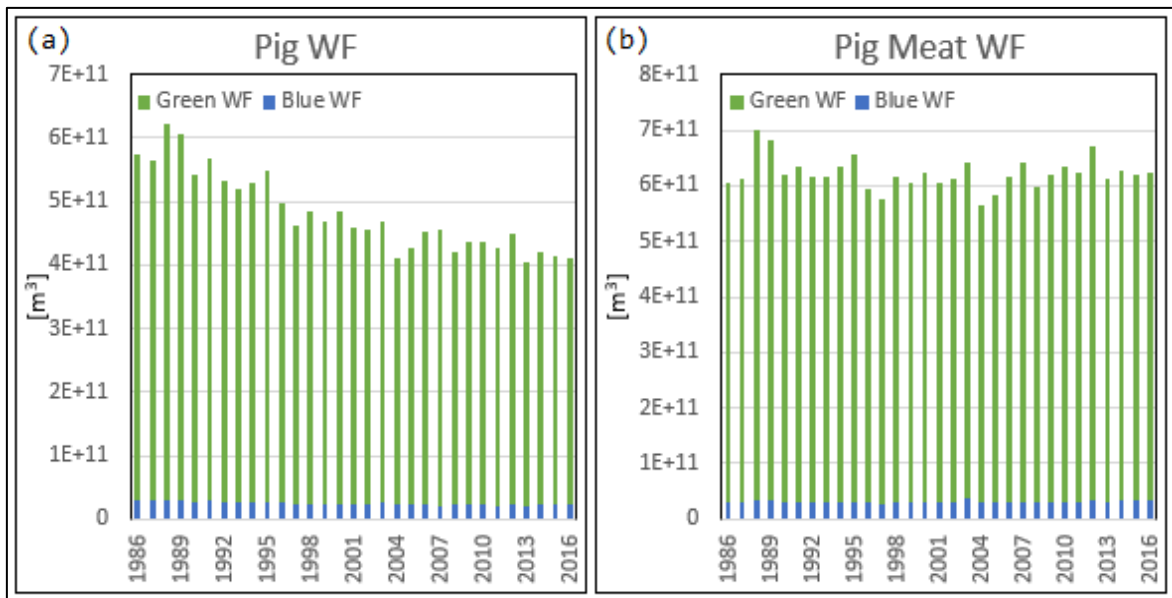 (a)
Pig WF
7E+11
6E+11
5E+11
4E+11
3E+11
2E+11
1E+11
0
[m³]
Green WF Blue WF
1986
1989
1992
1995
1998
2001
2004
2007
2010
2013
2016
(b)
Pig Meat WF
8E+11
7E+11
6E+11
5E+11
4E+11
3E+11
2E+11
1E+11
0
[m³]
Green WF Blue WF
1986
1989
1992
1995
1998
2001
2004
2007
2010
2013
2016